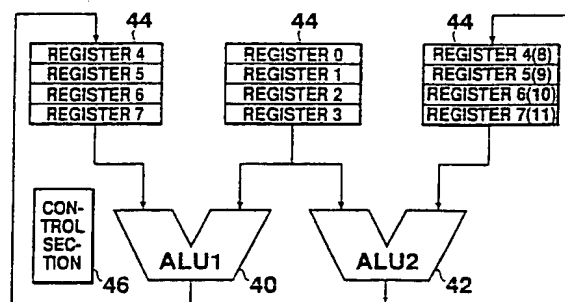 44 44 44
REGISTER 4 REGISTER 0 REGISTER 4(8)
REGISTER 5 REGISTER 1 REGISTER 5(9)
REGISTER 6 REGISTER 2 REGISTER 6(10)
REGISTER 7 REGISTER 3 REGISTER 7(11)
CON-
TROL
SEC-
TION
46
ALU1
40
ALU2
42